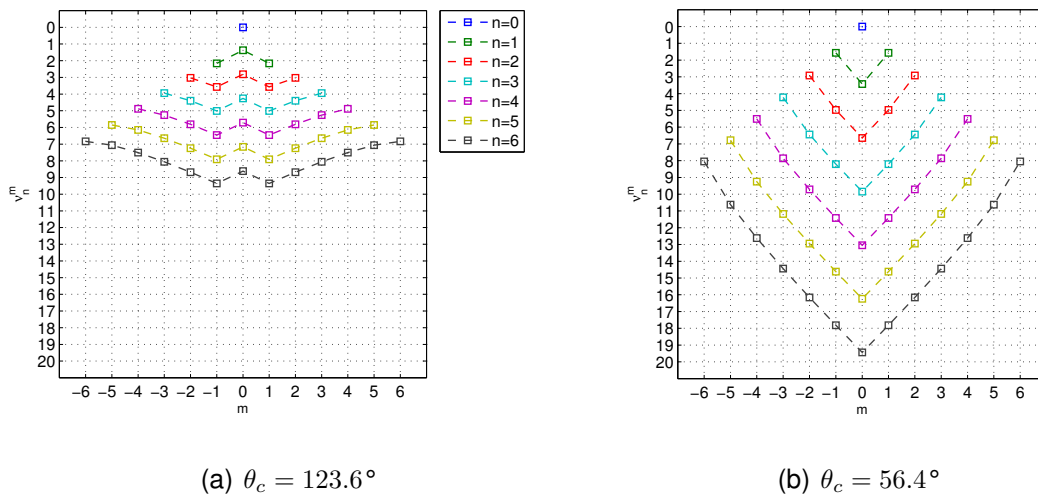 0
1
2
3
4
5
6
7
8
9
10
11
12
13
14
15
16
17
18
19
20
ν_n^m
−6 −5 −4 −3 −2 −1 0 1 2 3 4 5 6
m
n=0
n=1
n=2
n=3
n=4
n=5
n=6
(a) θ_c = 123.6°
0
1
2
3
4
5
6
7
8
9
10
11
12
13
14
15
16
17
18
19
20
ν_n^m
−6 −5 −4 −3 −2 −1 0 1 2 3 4 5 6
m
(b) θ_c = 56.4°